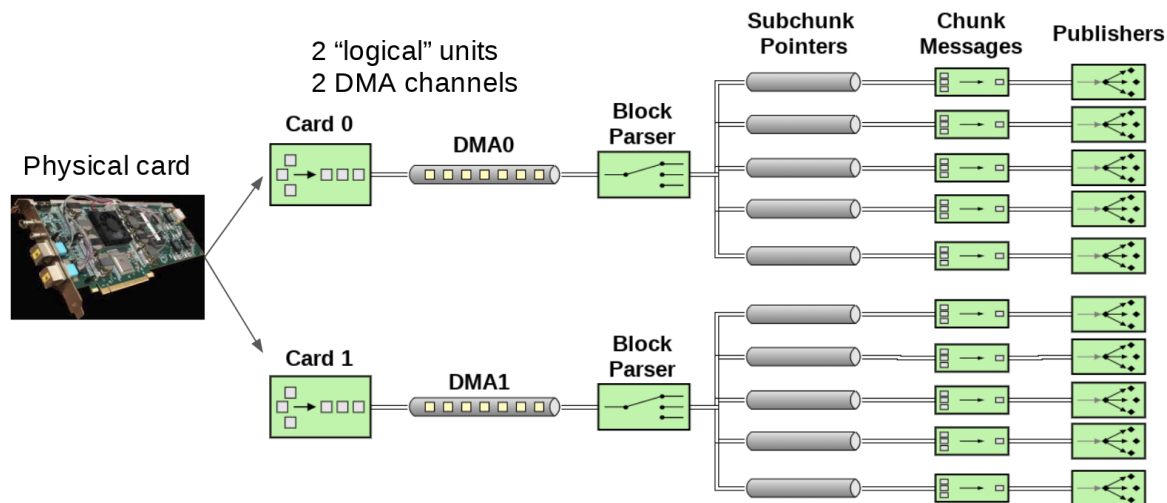 2 “logical” units
2 DMA channels
Physical card
Card 0
DMA0
Block
Parser
Subchunk
Pointers
Chunk
Messages
Publishers
Card 1
DMA1
Block
Parser